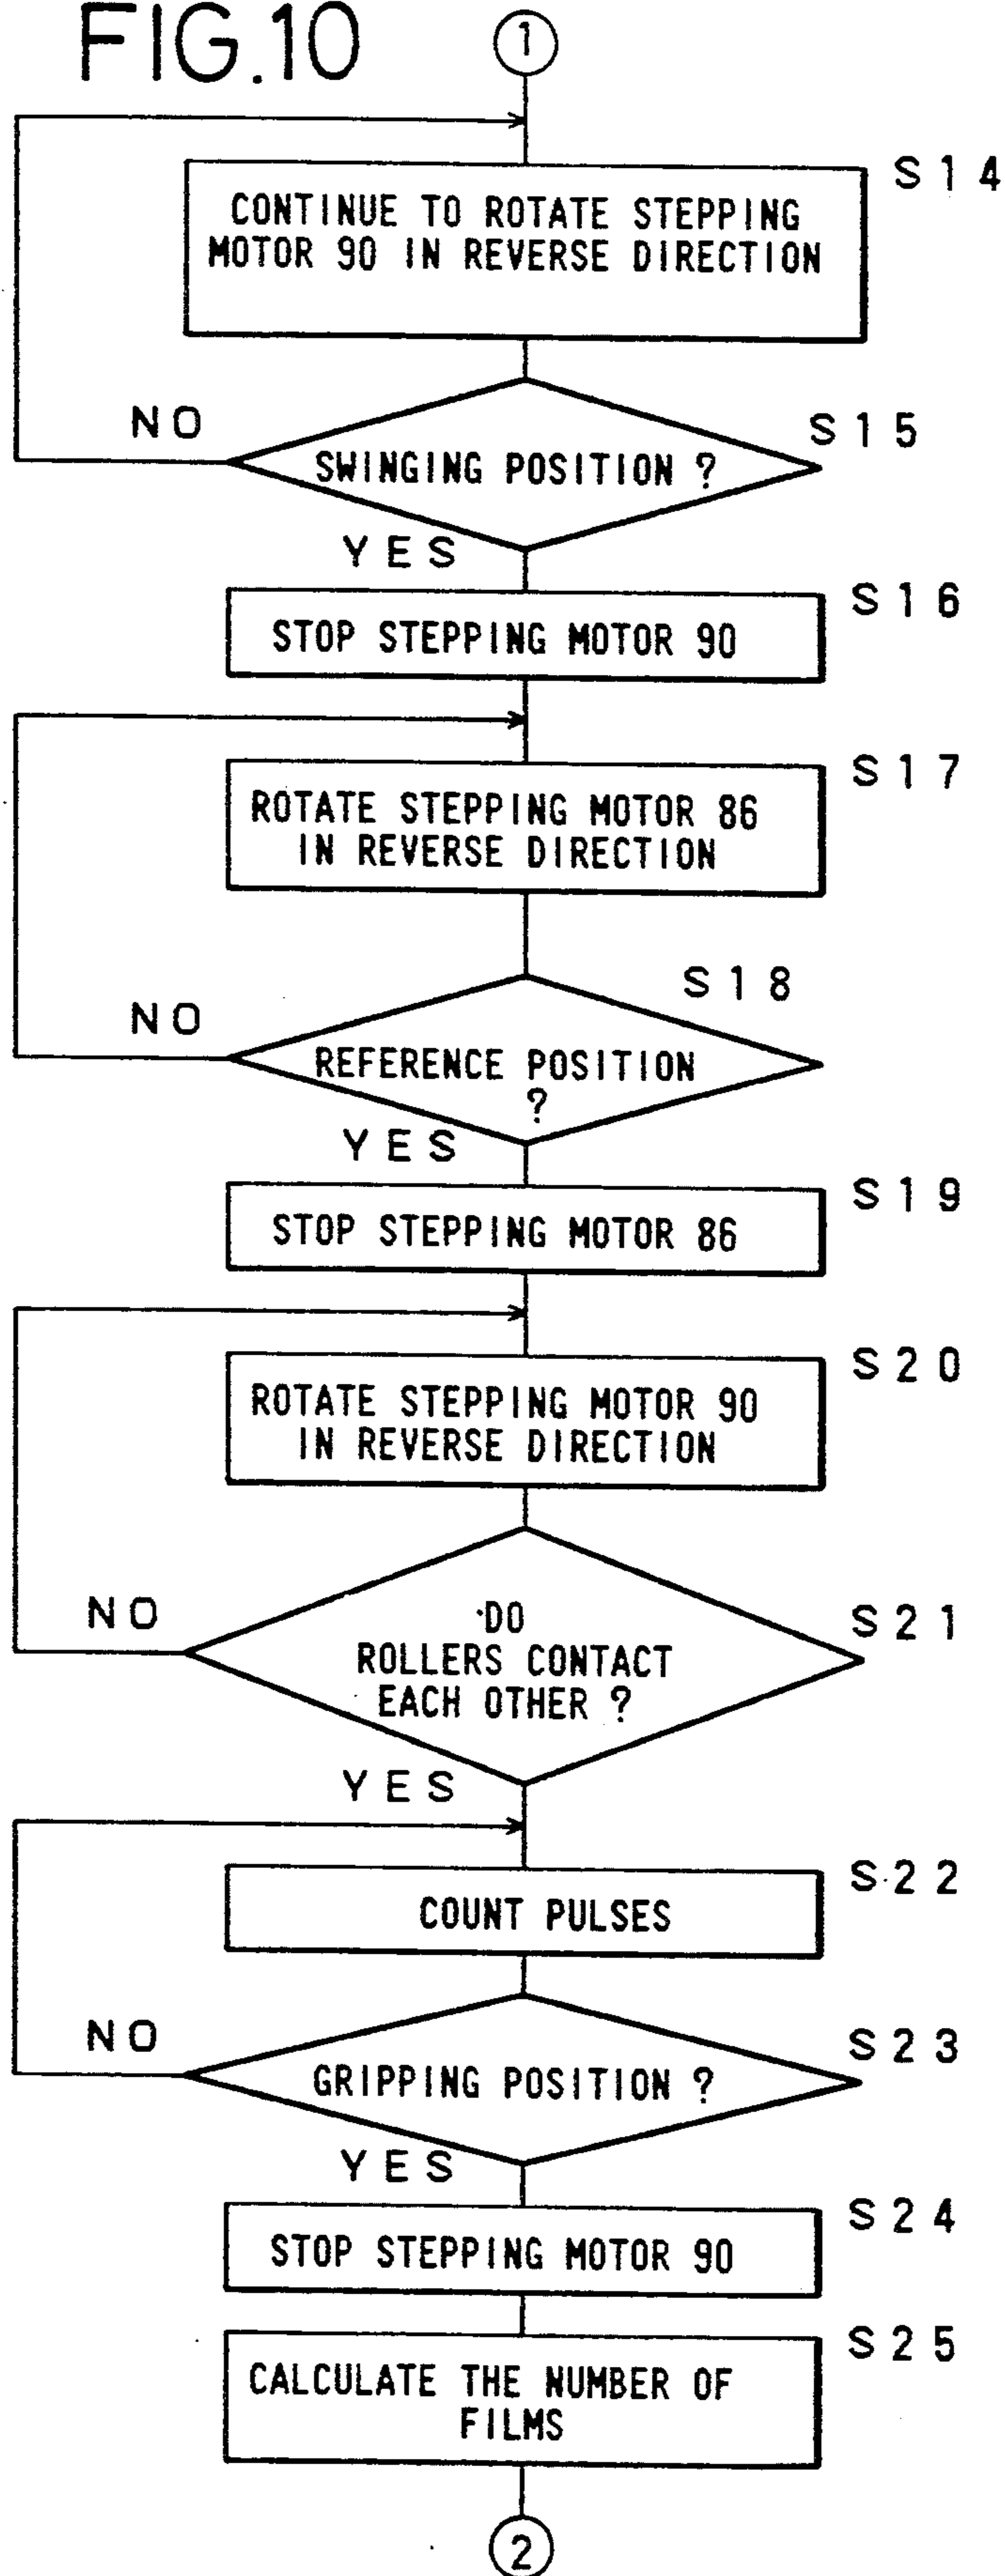 FIG.10
1
S14
CONTINUE TO ROTATE STEPPING
MOTOR 90 IN REVERSE DIRECTION
NO
S15
SWINGING POSITION ?
YES
S16
STOP STEPPING MOTOR 90
S17
ROTATE STEPPING MOTOR 86
IN REVERSE DIRECTION
S18
NO
REFERENCE POSITION
?
YES
S19
STOP STEPPING MOTOR 86
S20
ROTATE STEPPING MOTOR 90
IN REVERSE DIRECTION
NO
S21
DO
ROLLERS CONTACT
EACH OTHER ?
YES
S22
COUNT PULSES
NO
S23
GRIPPING POSITION ?
YES
S24
STOP STEPPING MOTOR 90
S25
CALCULATE THE NUMBER OF
FILMS
2